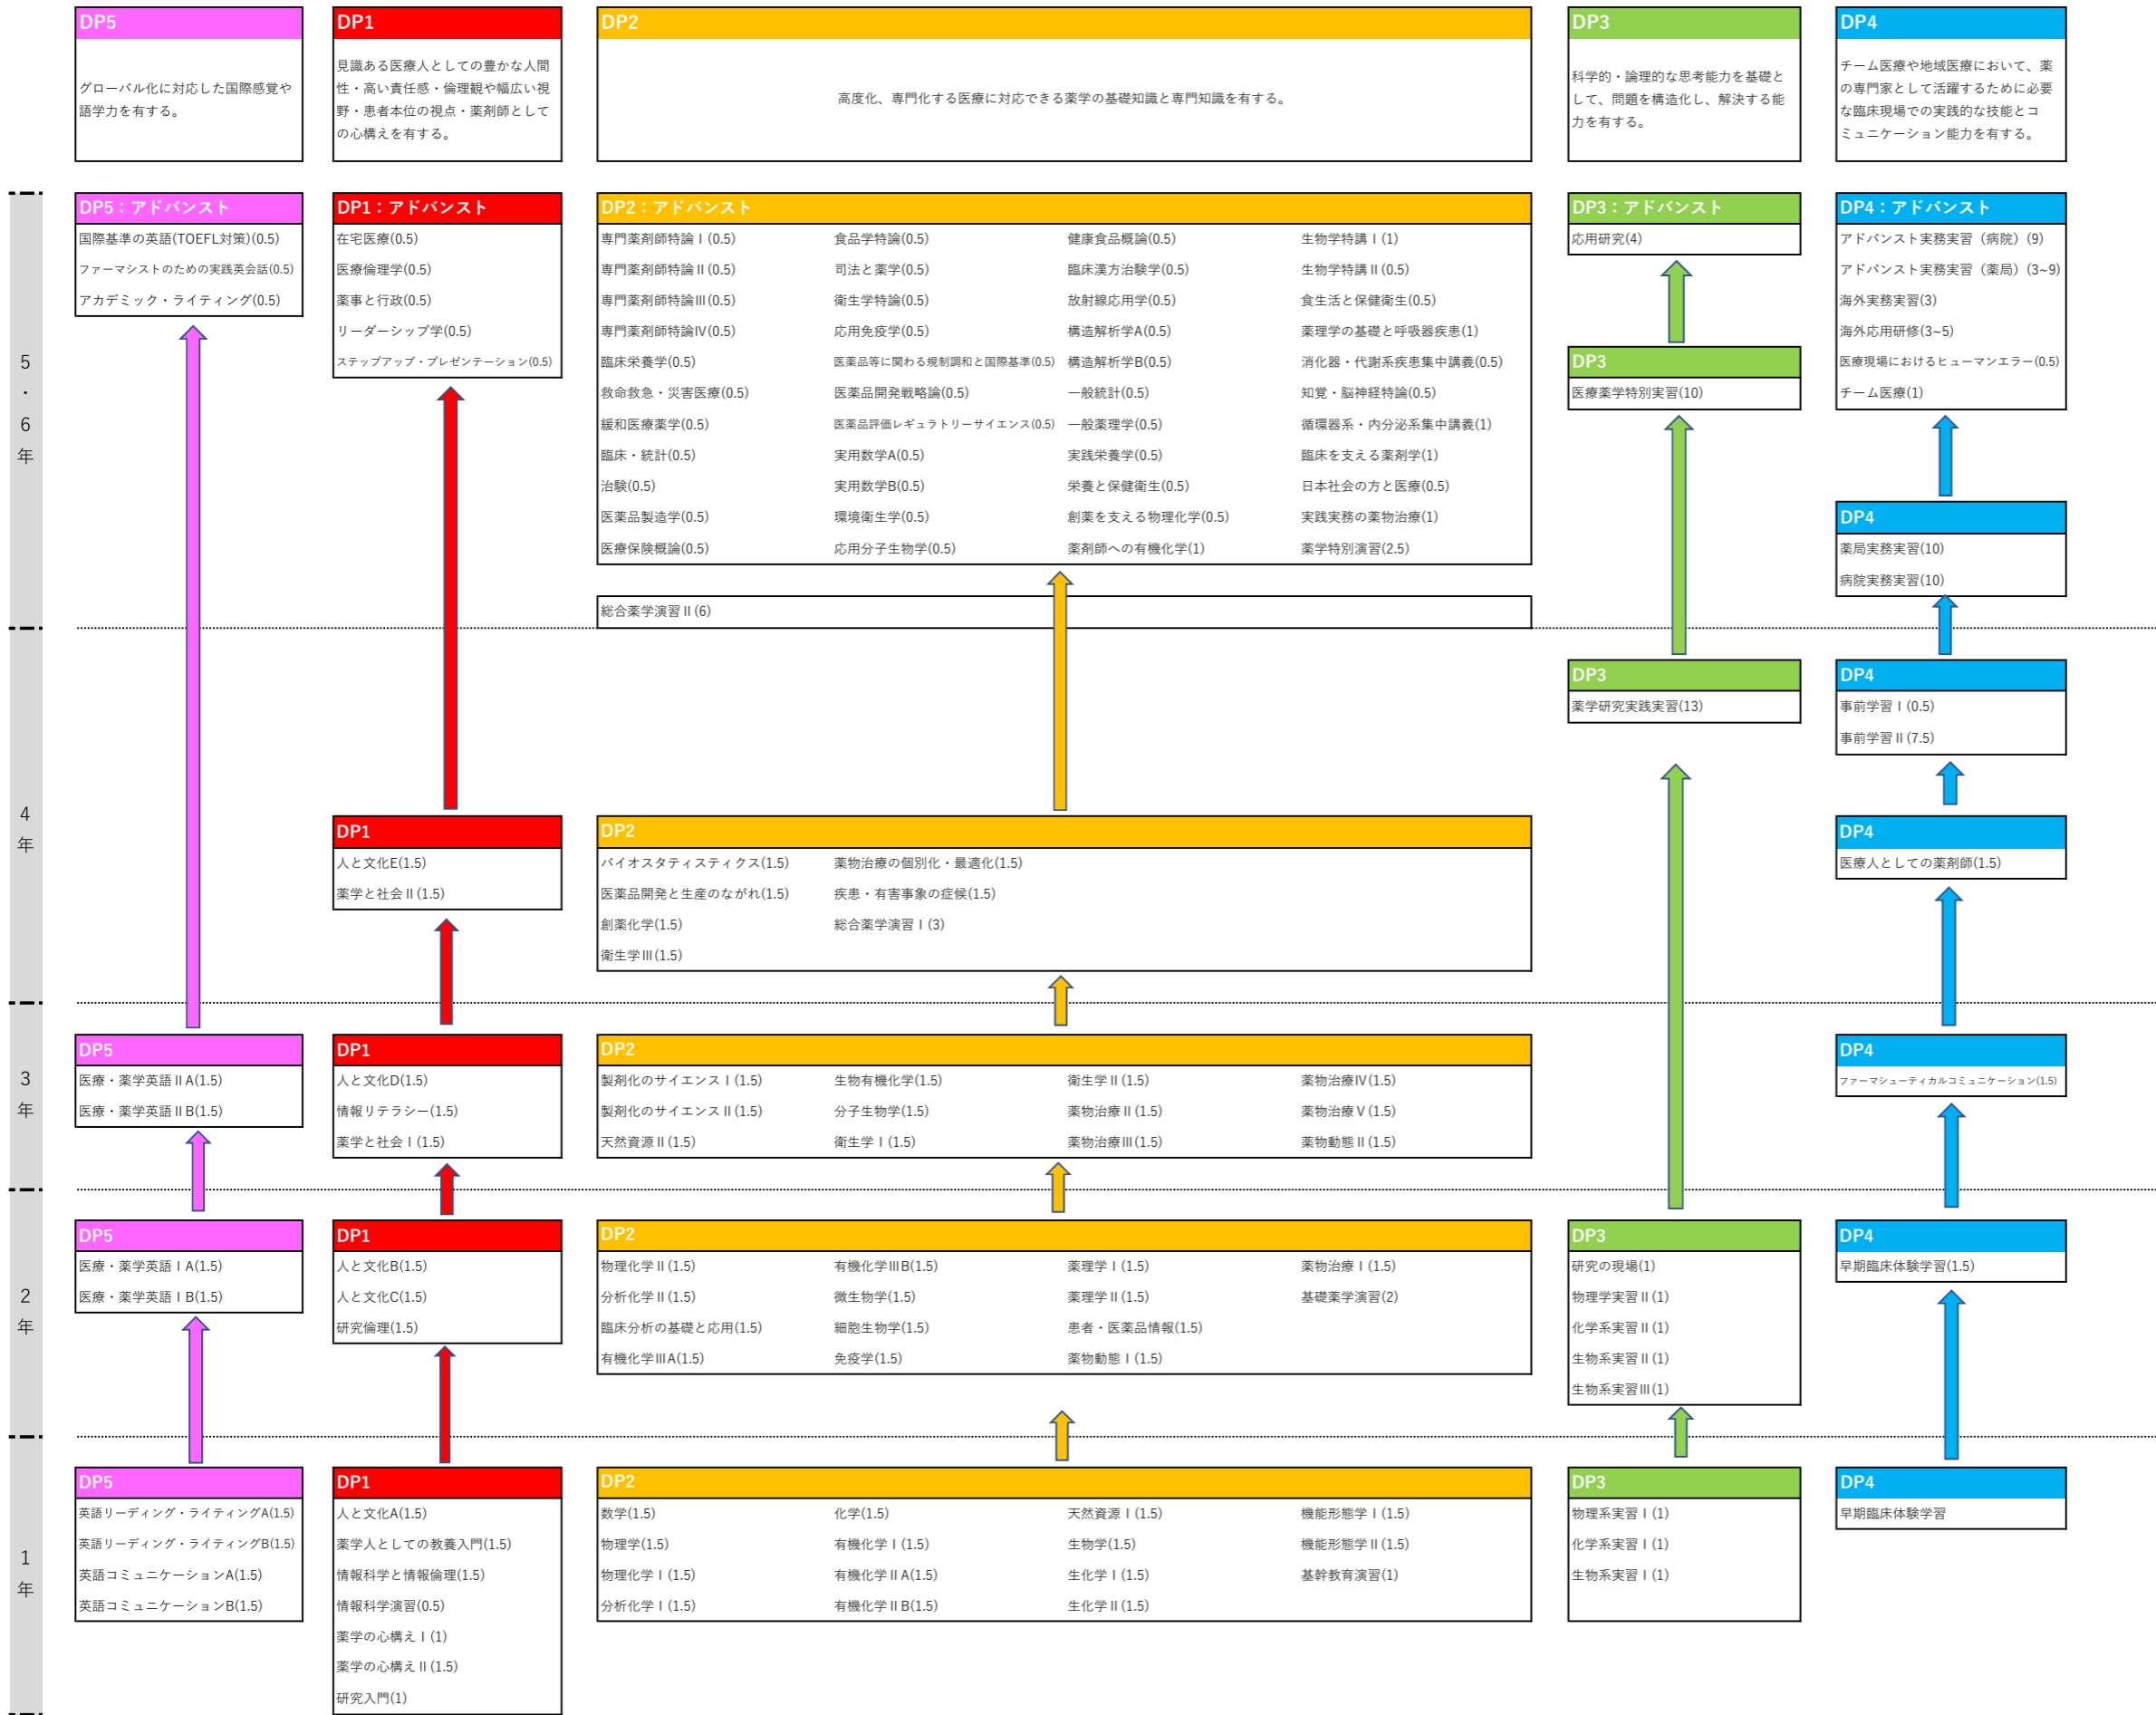 DP5
グローバル化に対応した国際感覚や
語学力を有する。
DP1
見識ある医療人としての豊かな人間
性・高い責任感・倫理観や幅広い視
野・患者本位の視点・薬剤師として
の心構えを有する。
DP2
高度化、専門化する医療に対応できる薬学の基礎知識と専門知識を有する。
DP3
科学的・論理的な思考能力を基礎と
して、問題を構造化し、解決する能
力を有する。
DP4
チーム医療や地域医療において、薬
の専門家として活躍するために必要
な臨床現場での実践的な技能とコ
ミュニケーション能力を有する。
5・6年
DP5：アドバンスト
国際基準の英語(TOEFL対策)(0.5)
ファーマシストのための実践英会話(0.5)
アカデミック・ライティング(0.5)
DP1：アドバンスト
在宅医療(0.5)
医療倫理学(0.5)
薬事と行政(0.5)
リーダーシップ学(0.5)
ステップアップ・プレゼンテーション(0.5)
DP2：アドバンスト
専門薬剤師特論Ⅰ(0.5)
専門薬剤師特論Ⅱ(0.5)
専門薬剤師特論Ⅲ(0.5)
専門薬剤師特論Ⅳ(0.5)
臨床栄養学(0.5)
救命救急・災害医療(0.5)
緩和医療薬学(0.5)
臨床・統計(0.5)
治験(0.5)
医薬品製造学(0.5)
医療保険概論(0.5)
食品学特論(0.5)
司法と薬学(0.5)
衛生学特論(0.5)
応用免疫学(0.5)
医薬品等に関わる規制調和と国際基準(0.5)
医薬品開発戦略論(0.5)
医薬品評価レギュラトリーサイエンス(0.5)
実用数学A(0.5)
実用数学B(0.5)
環境衛生学(0.5)
応用分子生物学(0.5)
健康食品概論(0.5)
臨床漢方治験学(0.5)
放射線応用学(0.5)
構造解析学A(0.5)
構造解析学B(0.5)
一般統計(0.5)
一般薬理学(0.5)
実践栄養学(0.5)
栄養と保健衛生(0.5)
創薬を支える物理化学(0.5)
薬剤師への有機化学(1)
生物学特講Ⅰ(1)
生物学特講Ⅱ(0.5)
食生活と保健衛生(0.5)
薬理学の基礎と呼吸器疾患(1)
消化器・代謝系疾患集中講義(0.5)
知覚・脳神経特論(0.5)
循環器系・内分泌系集中講義(1)
臨床を支える薬剤学(1)
日本社会の方と医療(0.5)
実践実務の薬物治療(1)
薬学特別演習(2.5)
総合薬学演習Ⅱ(6)
DP3：アドバンスト
応用研究(4)
DP3
医療薬学特別実習(10)
DP4：アドバンスト
アドバンスト実務実習（病院）(9)
アドバンスト実務実習（薬局）(3~9)
海外実務実習(3)
海外応用研修(3~5)
医療現場におけるヒューマンエラー(0.5)
チーム医療(1)
DP4
薬局実務実習(10)
病院実務実習(10)
4年
DP3
薬学研究実践実習(13)
DP4
事前学習Ⅰ(0.5)
事前学習Ⅱ(7.5)
DP1
人と文化E(1.5)
薬学と社会Ⅱ(1.5)
DP2
バイオスタティスティクス(1.5)
医薬品開発と生産のながれ(1.5)
創薬化学(1.5)
衛生学Ⅲ(1.5)
薬物治療の個別化・最適化(1.5)
疾患・有害事象の症候(1.5)
総合薬学演習Ⅰ(3)
DP4
医療人としての薬剤師(1.5)
3年
DP5
医療・薬学英語ⅡA(1.5)
医療・薬学英語ⅡB(1.5)
DP1
人と文化D(1.5)
情報リテラシー(1.5)
薬学と社会Ⅰ(1.5)
DP2
製剤化のサイエンスⅠ(1.5)
製剤化のサイエンスⅡ(1.5)
天然資源Ⅱ(1.5)
生物有機化学(1.5)
分子生物学(1.5)
衛生学Ⅰ(1.5)
衛生学Ⅱ(1.5)
薬物治療Ⅱ(1.5)
薬物治療Ⅲ(1.5)
薬物治療Ⅳ(1.5)
薬物治療Ⅴ(1.5)
薬物動態Ⅱ(1.5)
DP4
ファーマシューティカルコミュニケーション(1.5)
2年
DP5
医療・薬学英語ⅠA(1.5)
医療・薬学英語ⅠB(1.5)
DP1
人と文化B(1.5)
人と文化C(1.5)
研究倫理(1.5)
DP2
物理化学Ⅱ(1.5)
分析化学Ⅱ(1.5)
臨床分析の基礎と応用(1.5)
有機化学ⅢA(1.5)
有機化学ⅢB(1.5)
微生物学(1.5)
細胞生物学(1.5)
免疫学(1.5)
薬理学Ⅰ(1.5)
薬理学Ⅱ(1.5)
患者・医薬品情報(1.5)
薬物動態Ⅰ(1.5)
薬物治療Ⅰ(1.5)
基礎薬学演習(2)
DP3
研究の現場(1)
物理学実習Ⅱ(1)
化学系実習Ⅱ(1)
生物系実習Ⅱ(1)
生物系実習Ⅲ(1)
DP4
早期臨床体験学習(1.5)
1年
DP5
英語リーディング・ライティングA(1.5)
英語リーディング・ライティングB(1.5)
英語コミュニケーションA(1.5)
英語コミュニケーションB(1.5)
DP1
人と文化A(1.5)
薬学人としての教養入門(1.5)
情報科学と情報倫理(1.5)
情報科学演習(0.5)
薬学の心構えⅠ(1)
薬学の心構えⅡ(1.5)
研究入門(1)
DP2
数学(1.5)
物理学(1.5)
物理化学Ⅰ(1.5)
分析化学Ⅰ(1.5)
化学(1.5)
有機化学Ⅰ(1.5)
有機化学ⅡA(1.5)
有機化学ⅡB(1.5)
天然資源Ⅰ(1.5)
生物学(1.5)
生化学Ⅰ(1.5)
生化学Ⅱ(1.5)
機能形態学Ⅰ(1.5)
機能形態学Ⅱ(1.5)
基幹教育演習(1)
DP3
物理系実習Ⅰ(1)
化学系実習Ⅰ(1)
生物系実習Ⅰ(1)
DP4
早期臨床体験学習